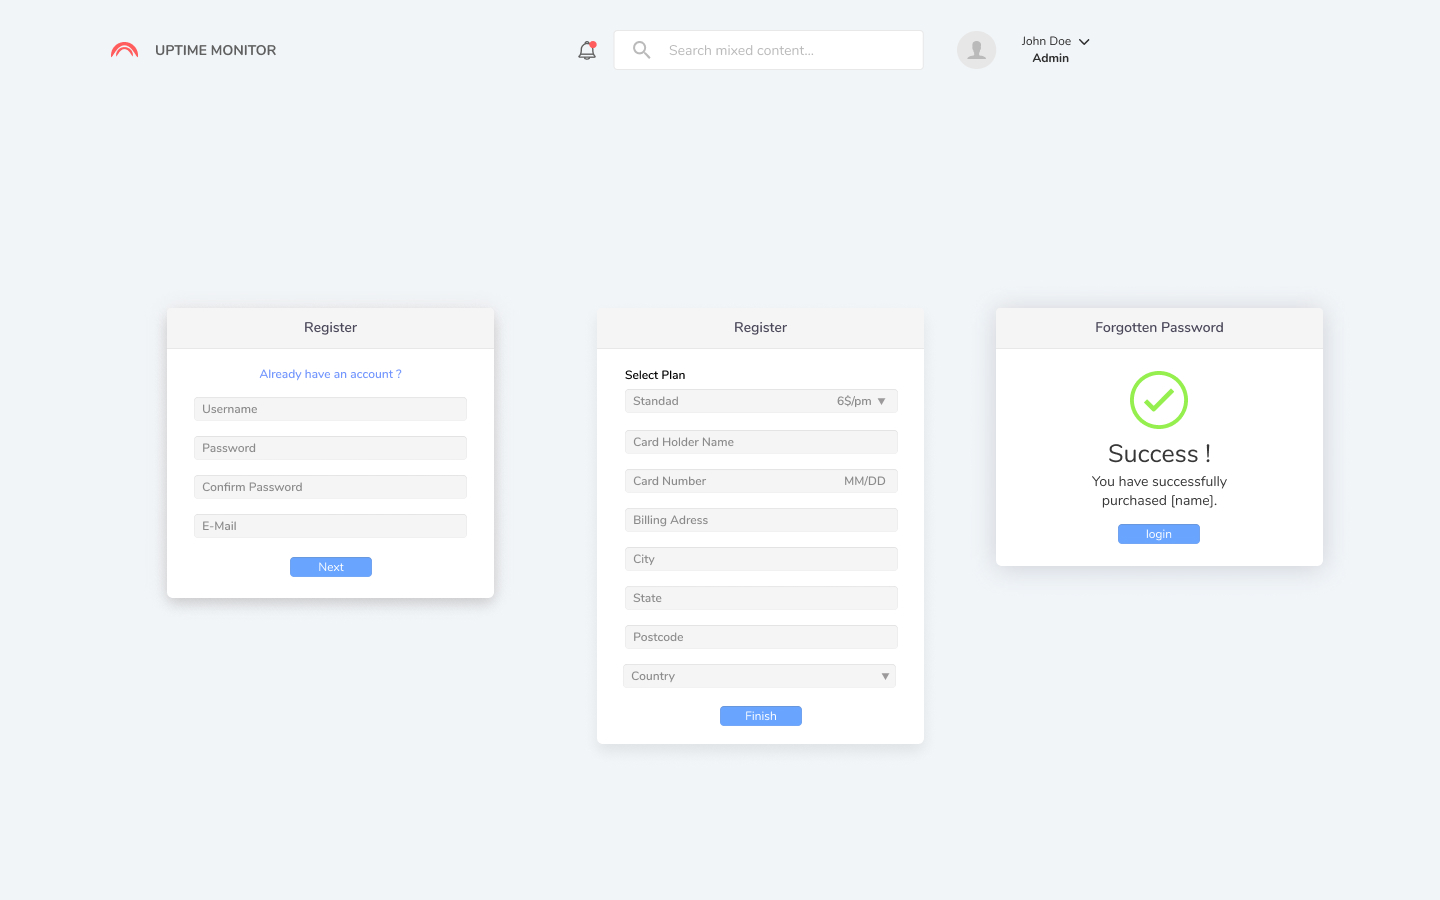 UPTIME MONITOR
Search mixed content...
John Doe
Admin
Register
Already have an account ?
Username
Password
Confirm Password
E-Mail
Next
Register
Select Plan
Standad 6$/pm
Card Holder Name
Card Number MM/DD
Billing Adress
City
State
Postcode
Country
Finish
Forgotten Password
Success !
You have successfully
purchased [name].
login